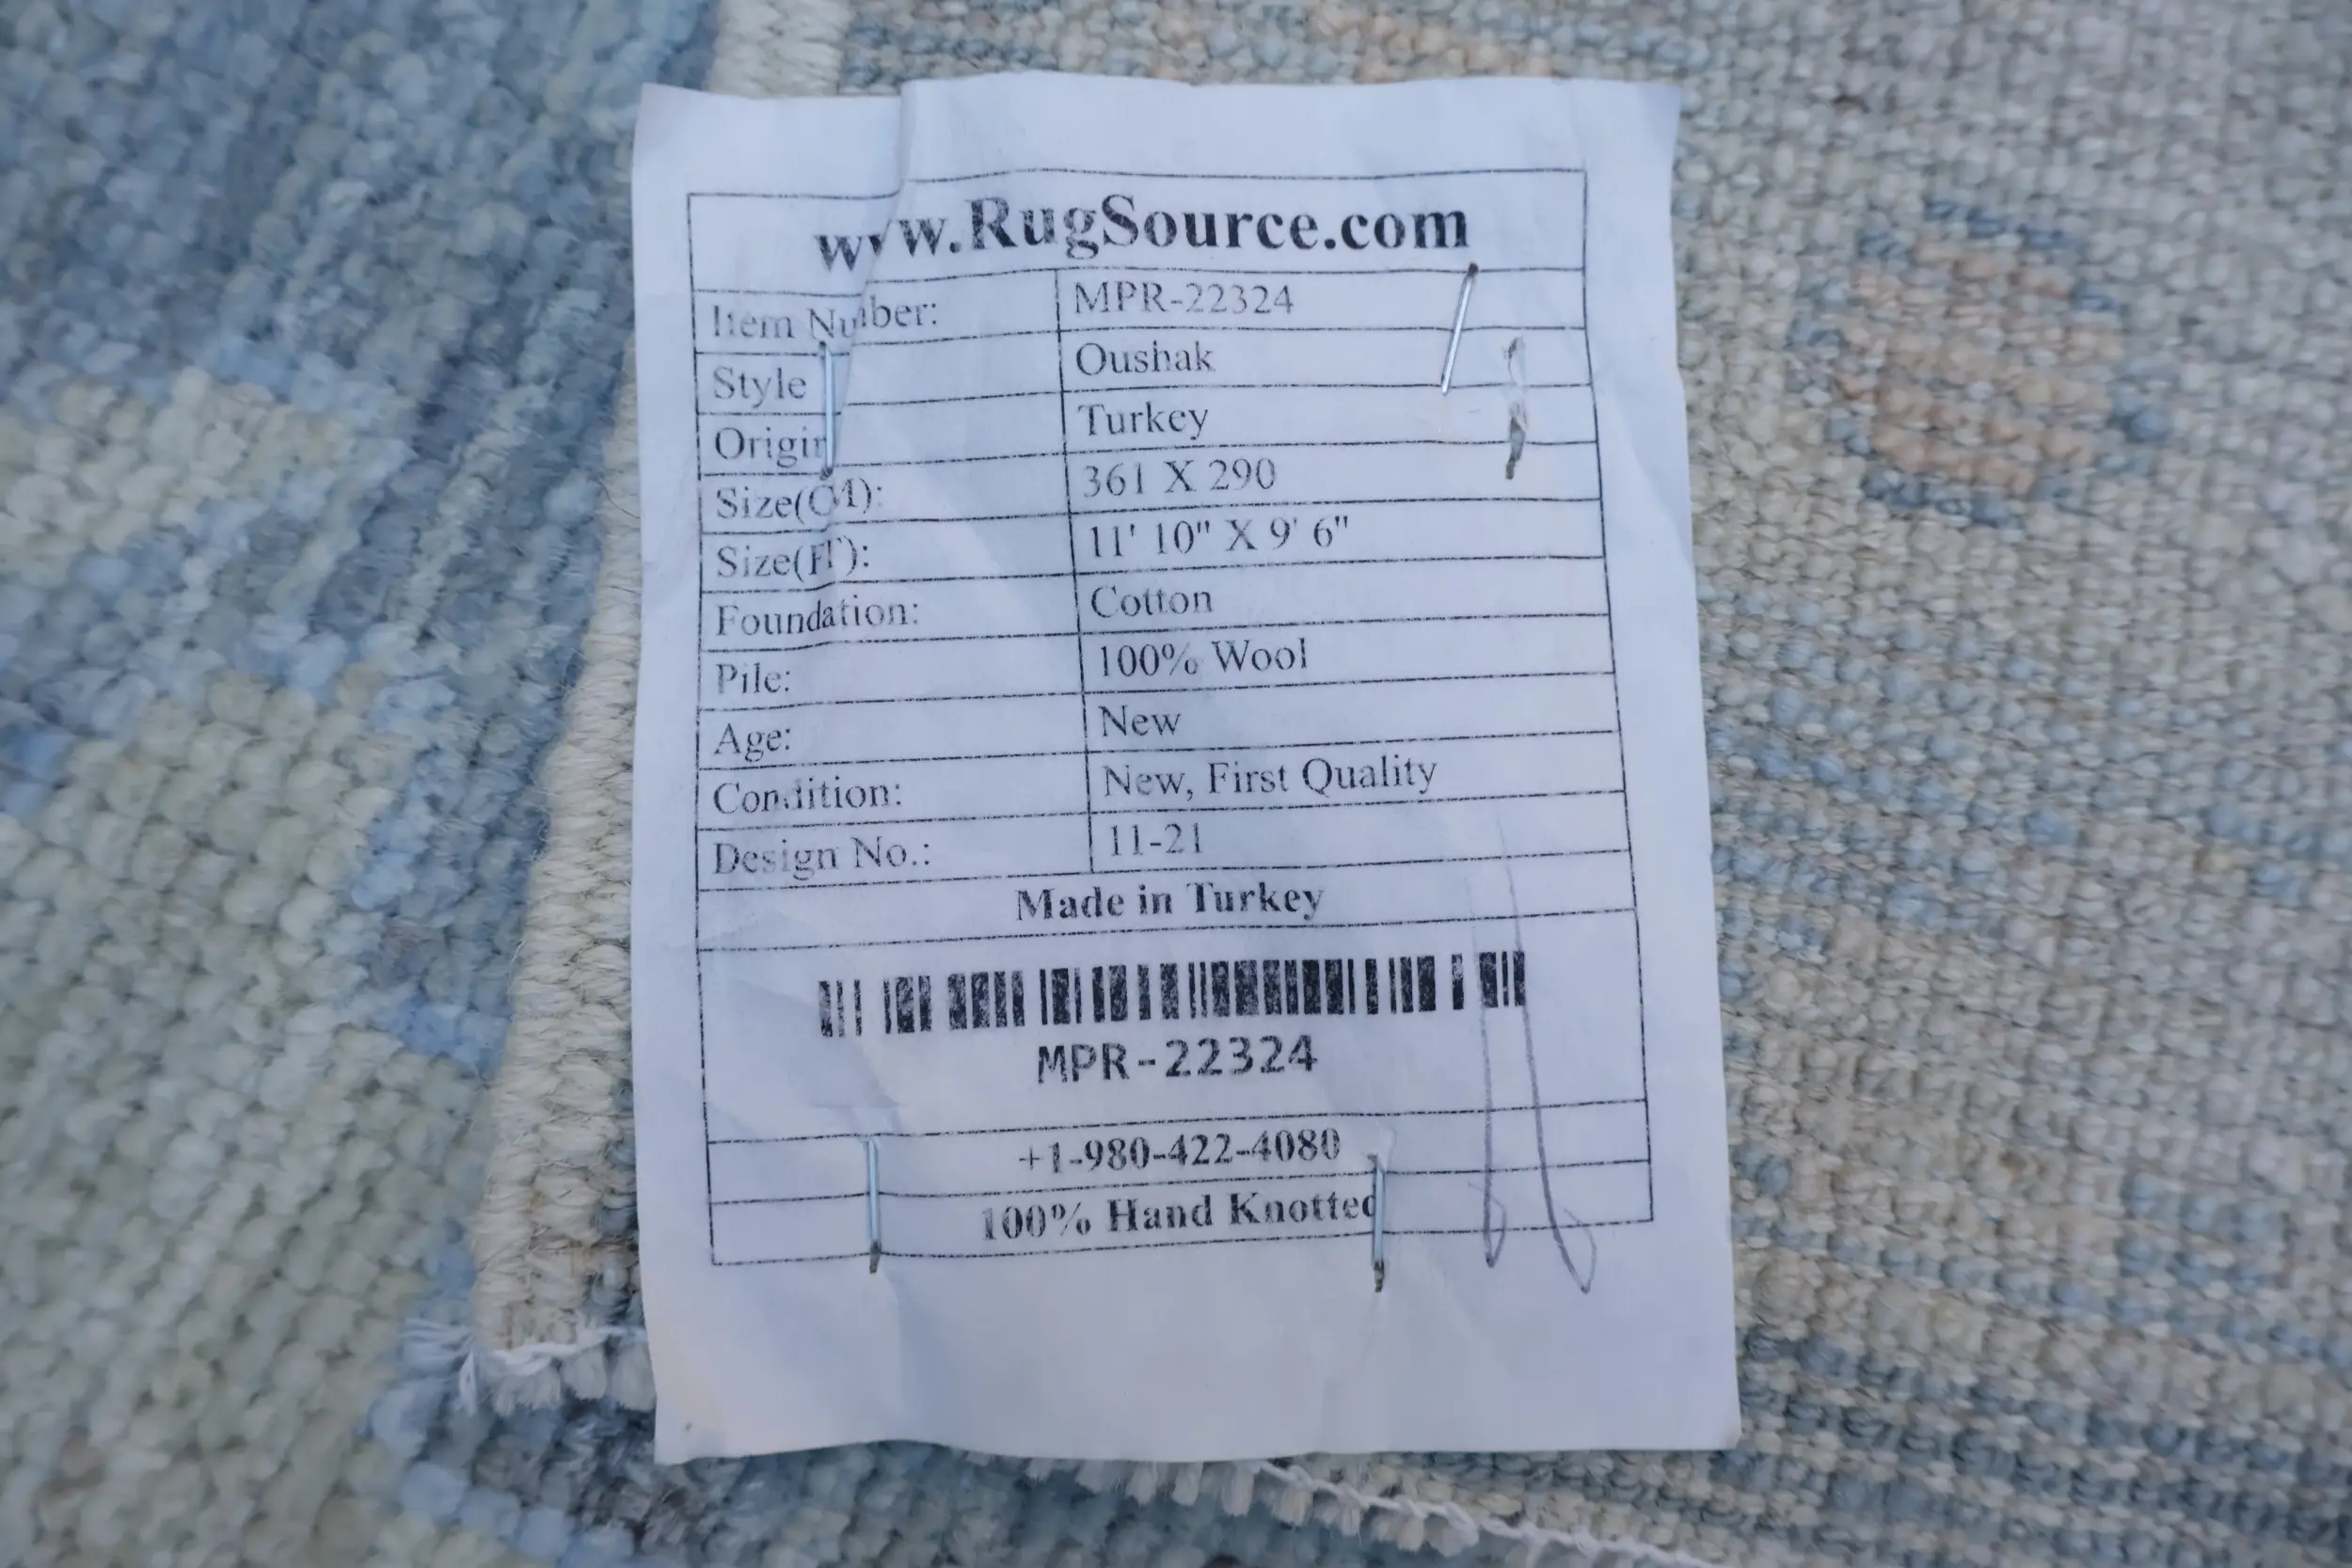 www.RugSource.com
Item Number: MPR-22324
Style Oushak
Origin Turkey
Size(CM): 361 X 290
Size(FT): 11' 10" X 9' 6"
Foundation: Cotton
Pile: 100% Wool
Age: New
Condition: New, First Quality
Design No.: 11-21
Made in Turkey
MPR-22324
+1-980-422-4080
100% Hand Knotted